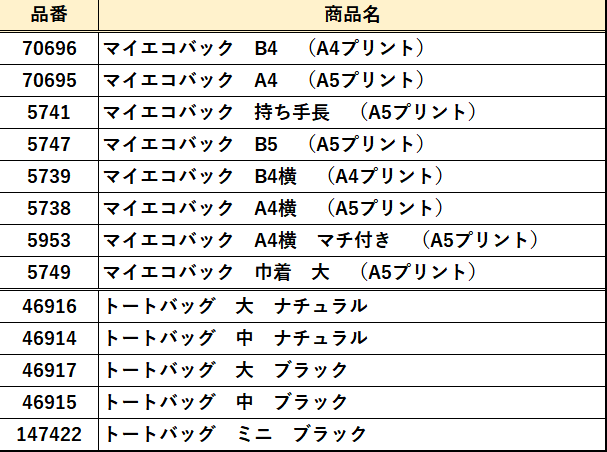 品番 商品名
70696 マイエコバック　B4　（A4プリント）
70695 マイエコバック　A4　（A5プリント）
5741 マイエコバック　持ち手長　（A5プリント）
5747 マイエコバック　B5　（A5プリント）
5739 マイエコバック　B4横　（A4プリント）
5738 マイエコバック　A4横　（A5プリント）
5953 マイエコバック　A4横　マチ付き　（A5プリント）
5749 マイエコバック　巾着　大　（A5プリント）
46916 トートバッグ　大　ナチュラル
46914 トートバッグ　中　ナチュラル
46917 トートバッグ　大　ブラック
46915 トートバッグ　中　ブラック
147422 トートバッグ　ミニ　ブラック